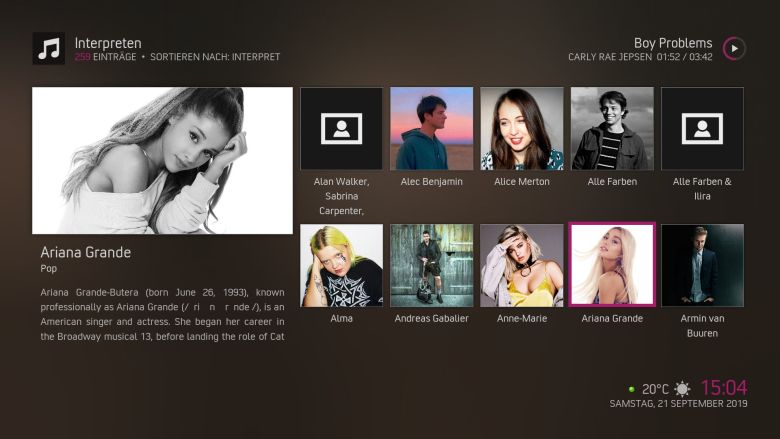 Interpreten
259 EINTRÄGE • SORTIEREN NACH: INTERPRET
Boy Problems
CARLY RAE JEPSEN 01:52 / 03:42
Alan Walker,
Sabrina
Carpenter,
Alec Benjamin
Alice Merton
Alle Farben
Alle Farben &
Ilira
Ariana Grande
Pop
Ariana Grande-Butera (born June 26, 1993), known
professionally as Ariana Grande (/ ri n r nde /), is an
American singer and actress. She began her career in
the Broadway musical 13, before landing the role of Cat
Alma
Andreas Gabalier
Anne-Marie
Ariana Grande
Armin van
Buuren
20°C 15:04
SAMSTAG, 21 SEPTEMBER 2019